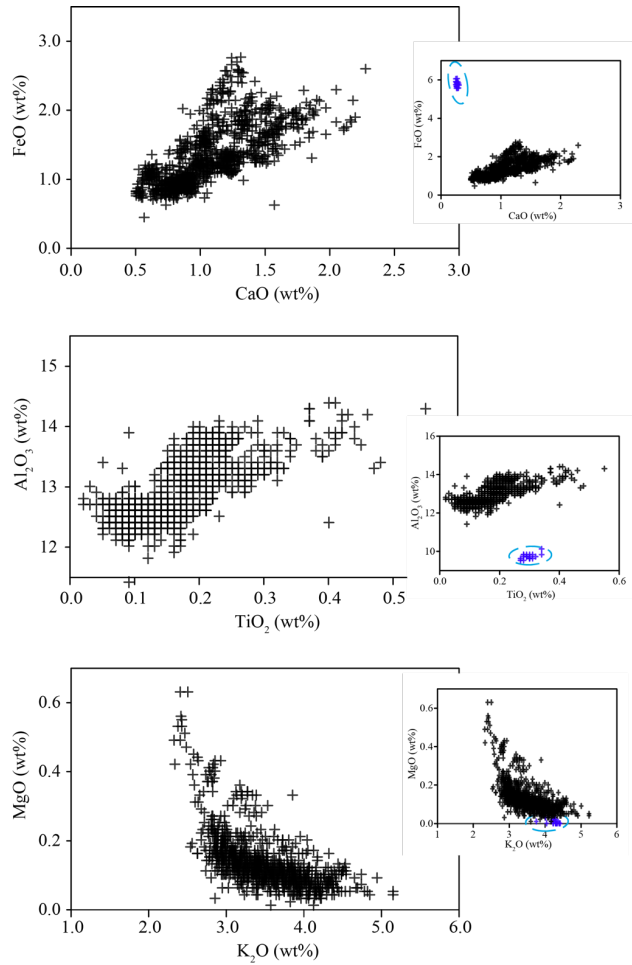 3.0
2.0
1.0
0.0
FeO (wt%)
0.0 0.5 1.0 1.5 2.0 2.5 3.0
CaO (wt%)
6
4
2
0
FeO (wt%)
0 1 2 3
CaO (wt%)
15
14
13
12
Al₂O₃ (wt%)
0.0 0.1 0.2 0.3 0.4 0.5
TiO₂ (wt%)
16
14
12
10
Al₂O₃ (wt%)
0.0 0.2 0.4 0.6
TiO₂ (wt%)
0.6
0.4
0.2
0.0
MgO (wt%)
1.0 2.0 3.0 4.0 5.0 6.0
K₂O (wt%)
0.6
0.4
0.2
0.0
MgO (wt%)
1 2 3 4 5 6
K₂O (wt%)